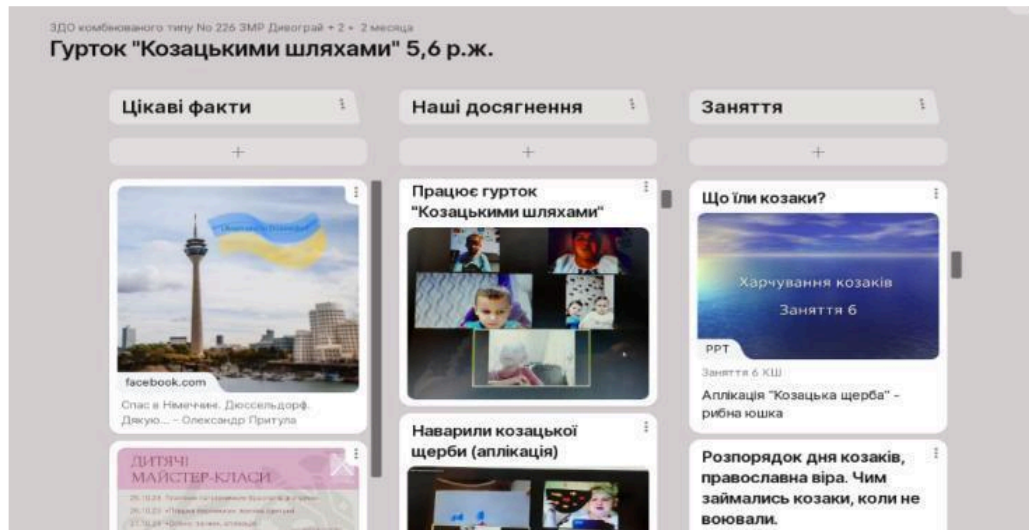 ЗДО комбінованого типу No 226 ЗМР Дивограй + 2 • 2 месяца
Гурток "Козацькими шляхами" 5,6 р.ж.
Цікаві факти
Наші досягнення
Заняття
facebook.com
Спас в Німеччині. Дюссельдорф.
Дякую... – Олександр Притула
ДИТЯЧІ
МАЙСТЕР-КЛАСИ
Працює гурток
"Козацькими шляхами"
Наварили козацької
щерби (аплікація)
Що їли козаки?
Харчування козаків
Заняття 6
PPT
Заняття 6 КШ
Аплікація "Козацька щерба" –
рибна юшка
Розпорядок дня козаків,
православна віра. Чим
займались козаки, коли не
воювали.